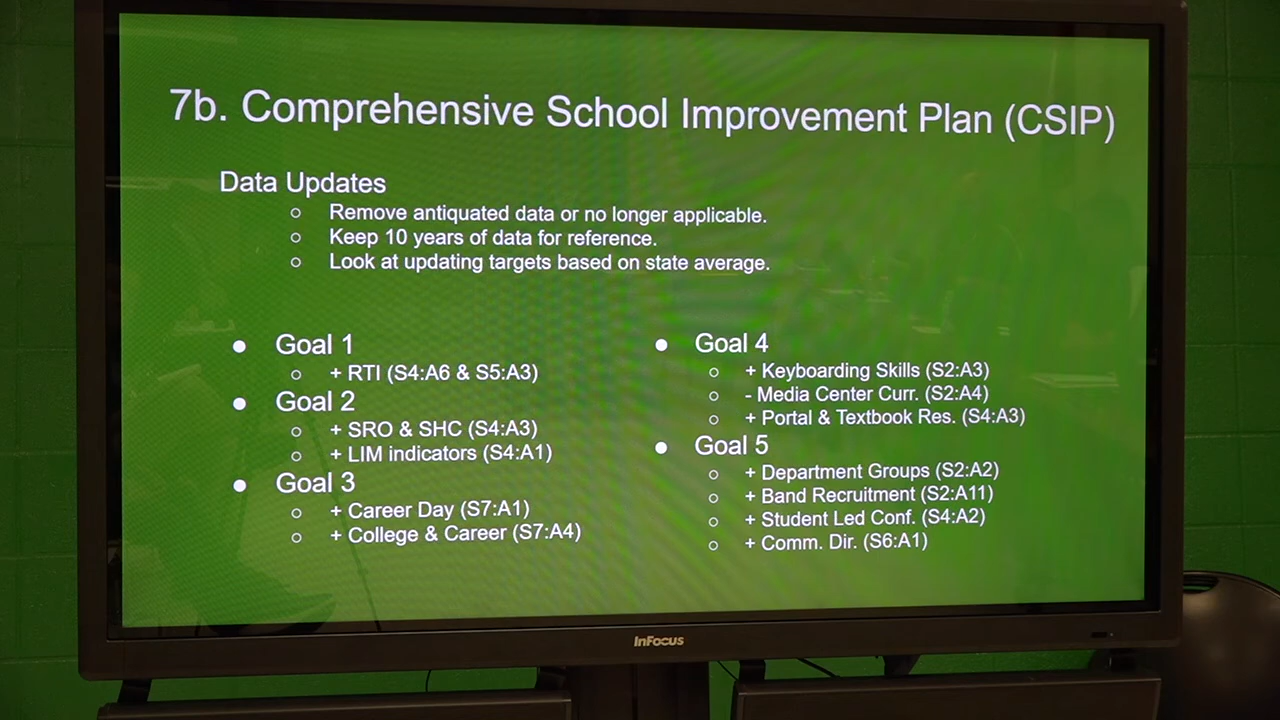 7b. Comprehensive School Improvement Plan (CSIP)
Data Updates
○ Remove antiquated data or no longer applicable.
○ Keep 10 years of data for reference.
○ Look at updating targets based on state average.
● Goal 1
○ + RTI (S4:A6 & S5:A3)
● Goal 2
○ + SRO & SHC (S4:A3)
○ + LIM indicators (S4:A1)
● Goal 3
○ + Career Day (S7:A1)
○ + College & Career (S7:A4)
● Goal 4
○ + Keyboarding Skills (S2:A3)
○ - Media Center Curr. (S2:A4)
○ + Portal & Textbook Res. (S4:A3)
● Goal 5
○ + Department Groups (S2:A2)
○ + Band Recruitment (S2:A11)
○ + Student Led Conf. (S4:A2)
○ + Comm. Dir. (S6:A1)
InFocus